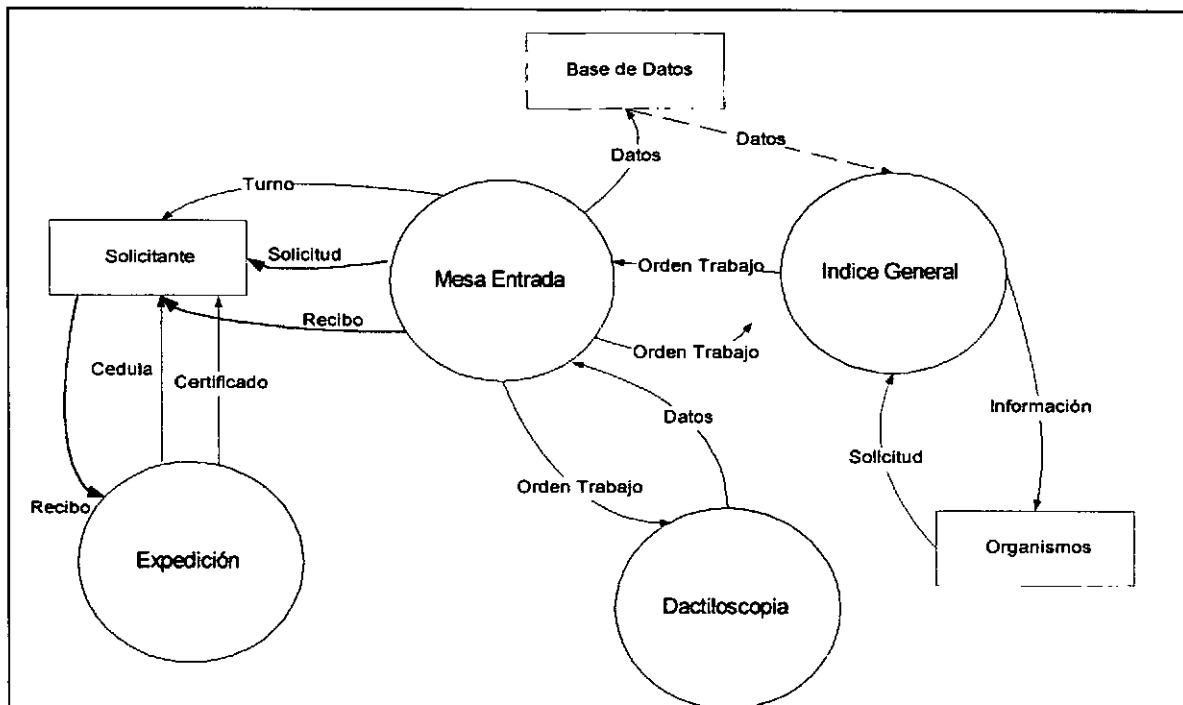 Base de Datos
Datos
Datos
Turno
Solicitante
Solicitud
Mesa Entrada
Orden Trabajo
Indice General
Recibo
Orden Trabajo
Cedula
Certificado
Datos
Información
Solicitud
Orden Trabajo
Recibo
Expedición
Organismos
Dactiloscopia